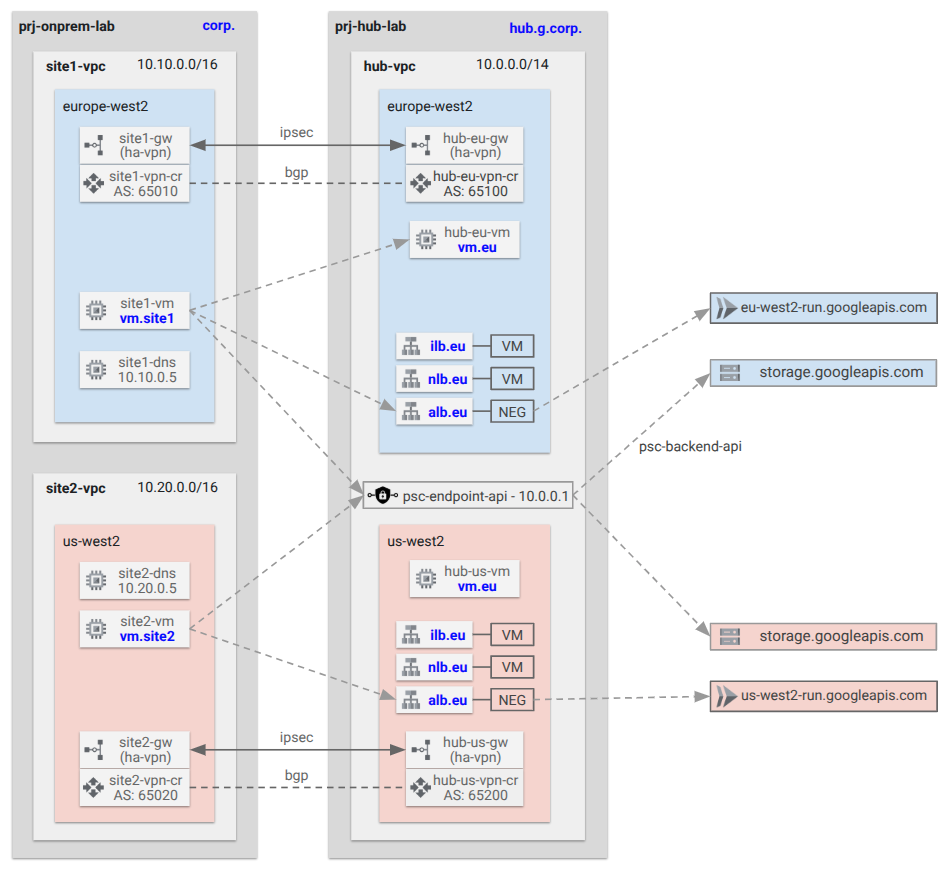 prj-onprem-lab
corp.
site1-vpc
10.10.0.0/16
europe-west2
site1-gw
(ha-vpn)
site1-vpn-cr
AS: 65010
site1-vm
vm.site1
site1-dns
10.10.0.5
site2-vpc
10.20.0.0/16
us-west2
site2-dns
10.20.0.5
site2-vm
vm.site2
site2-gw
(ha-vpn)
site2-vpn-cr
AS: 65020
ipsec
bgp
ipsec
bgp
prj-hub-lab
hub.g.corp.
hub-vpc
10.0.0.0/14
europe-west2
hub-eu-gw
(ha-vpn)
hub-eu-vpn-cr
AS: 65100
hub-eu-vm
vm.eu
ilb.eu
VM
nlb.eu
VM
alb.eu
NEG
psc-endpoint-api - 10.0.0.1
us-west2
hub-us-vm
vm.eu
ilb.eu
VM
nlb.eu
VM
alb.eu
NEG
hub-us-gw
(ha-vpn)
hub-us-vpn-cr
AS: 65200
eu-west2-run.googleapis.com
storage.googleapis.com
psc-backend-api
storage.googleapis.com
us-west2-run.googleapis.com